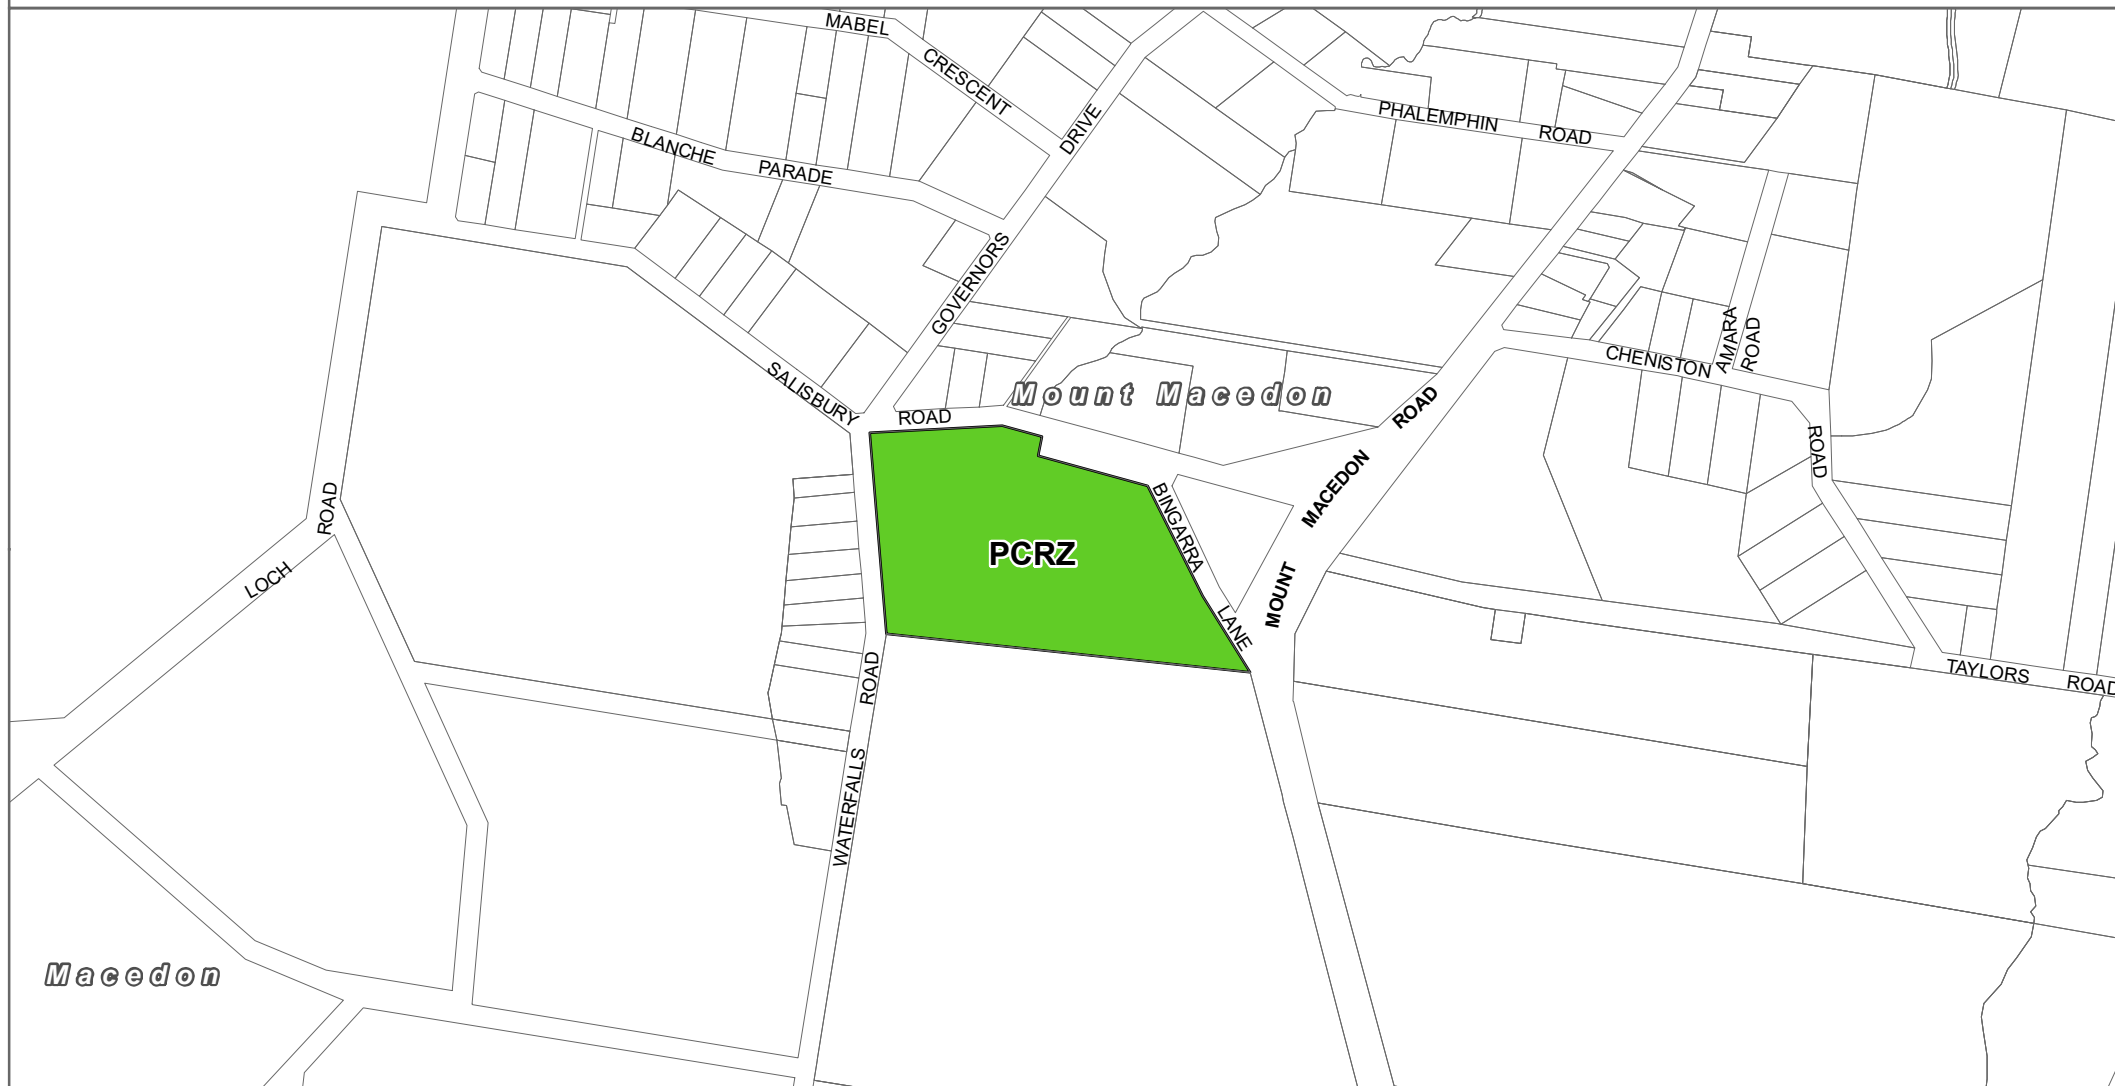 MABEL
CRESCENT
DRIVE
PHALEMPHIN ROAD
BLANCHE
PARADE
GOVERNORS
AMARA
ROAD
CHENISTON
SALISBURY
ROAD
Mount Macedon
ROAD
ROAD
MACEDON
MOUNT
ROAD
BINGARRA
LANE
PCRZ
LOCH
ROAD
ROAD
WATERFALLS
TAYLORS ROAD
Macedon